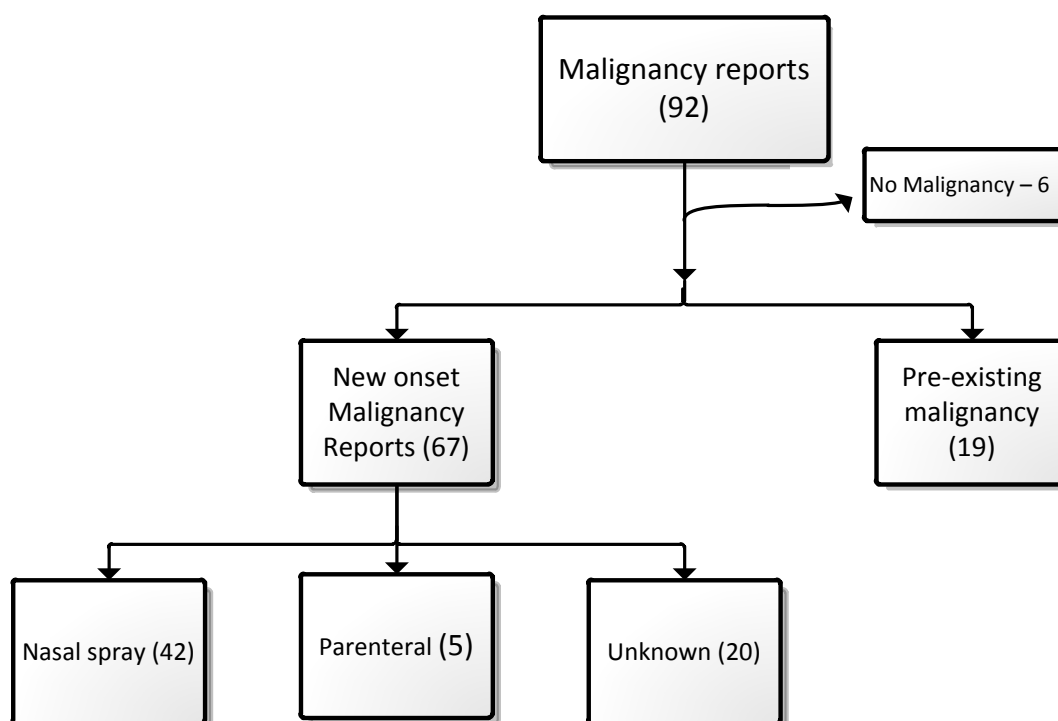 Malignancy reports
(92)
No Malignancy – 6
New onset
Malignancy
Reports (67)
Pre-existing
malignancy
(19)
Nasal spray (42)
Parenteral (5)
Unknown (20)